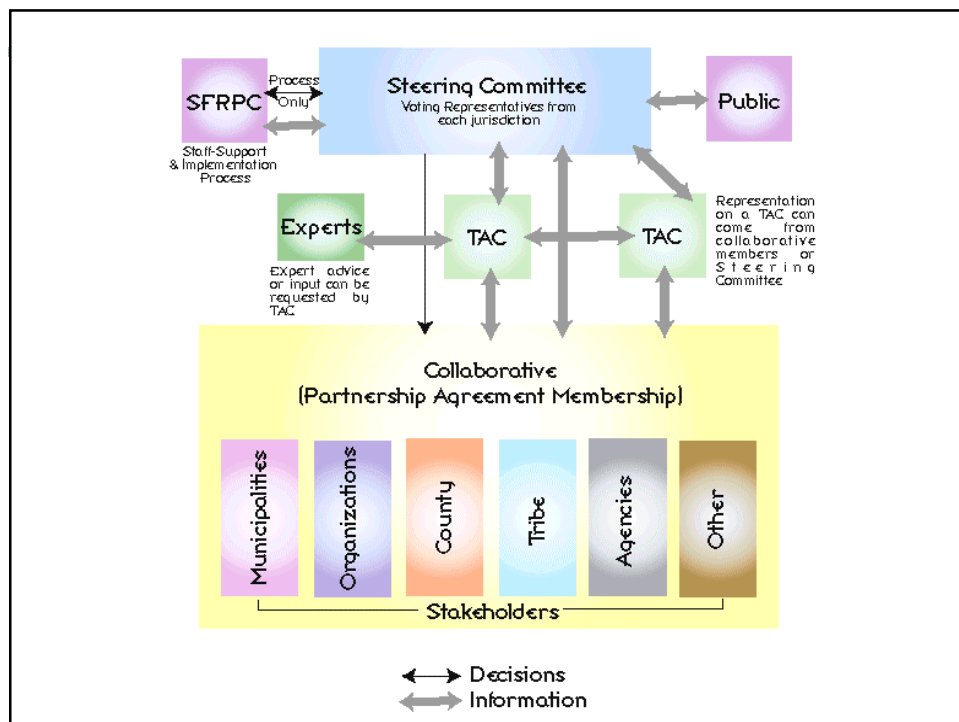 SFRPC
Process
Only
Staff-Support
& Implementation
Process
Steering Committee
Voting Representatives from
each jurisdiction
Public
Experts
Expert advice
or input can be
requested by
TAC
TAC
TAC
Representation
on a TAC can
come from
collaborative
members or
Steering
Committee
Collaborative
(Partnership Agreement Membership)
Municipalities
Organizations
County
Tribe
Agencies
Other
Stakeholders
Decisions
Information